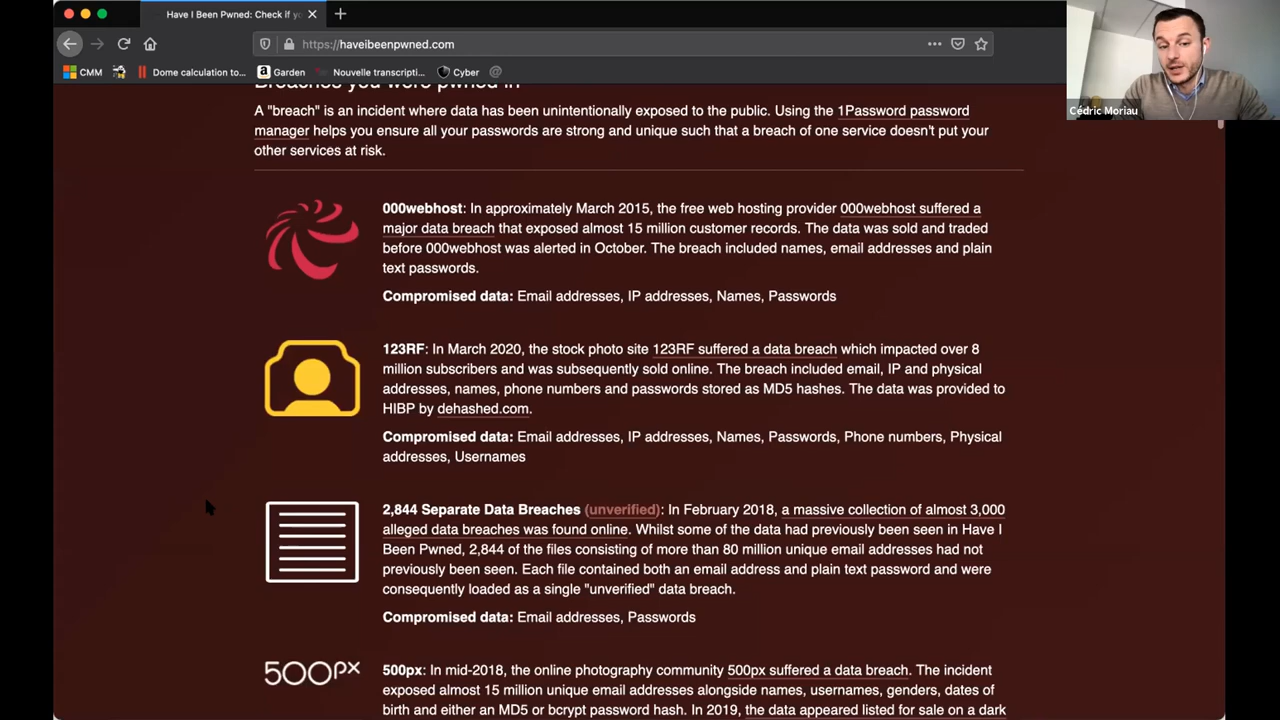 Have I Been Pwned: Check if yo
https://haveibeenpwned.com
CMM
Dome calculation to...
Garden
Nouvelle transcripti...
Cyber
Cédric Moriau
Breaches you were pwned in
A "breach" is an incident where data has been unintentionally exposed to the public. Using the 1Password password
manager helps you ensure all your passwords are strong and unique such that a breach of one service doesn't put your
other services at risk.
000webhost: In approximately March 2015, the free web hosting provider 000webhost suffered a
major data breach that exposed almost 15 million customer records. The data was sold and traded
before 000webhost was alerted in October. The breach included names, email addresses and plain
text passwords.
Compromised data: Email addresses, IP addresses, Names, Passwords
123RF: In March 2020, the stock photo site 123RF suffered a data breach which impacted over 8
million subscribers and was subsequently sold online. The breach included email, IP and physical
addresses, names, phone numbers and passwords stored as MD5 hashes. The data was provided to
HIBP by dehashed.com.
Compromised data: Email addresses, IP addresses, Names, Passwords, Phone numbers, Physical
addresses, Usernames
2,844 Separate Data Breaches (unverified): In February 2018, a massive collection of almost 3,000
alleged data breaches was found online. Whilst some of the data had previously been seen in Have I
Been Pwned, 2,844 of the files consisting of more than 80 million unique email addresses had not
previously been seen. Each file contained both an email address and plain text password and were
consequently loaded as a single "unverified" data breach.
Compromised data: Email addresses, Passwords
500px
500px: In mid-2018, the online photography community 500px suffered a data breach. The incident
exposed almost 15 million unique email addresses alongside names, usernames, genders, dates of
birth and either an MD5 or bcrypt password hash. In 2019, the data appeared listed for sale on a dark